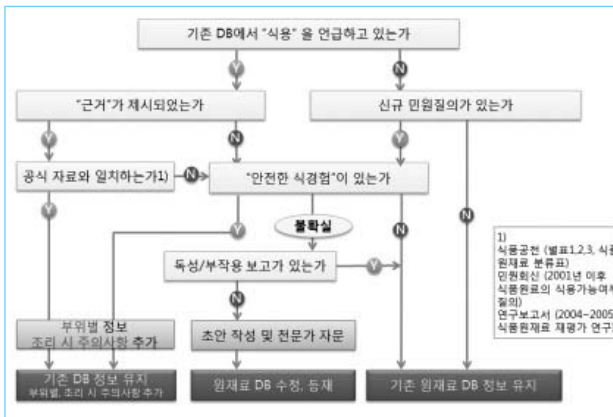 기존 DB에서 "식용" 을 언급하고 있는가
Y
N
"근거"가 제시되었는가
신규 민원질의가 있는가
Y
N
Y
공식 자료와 일치하는가1)
N
"안전한 식경험"이 있는가
Y
Y
불확실
N
N
독성/부작용 보고가 있는가
Y
N
1)
식품공전 (별표1,2,3, 식품
원재료 분류표)
민원회신 (2001년 이후
식품원료의 식용가능여부
질의)
연구보고서 (2004~2005
식품원재료 재평가 연구
부위별 정보
조리 시 주의사항 추가
초안 작성 및 전문가 자문
기존 DB 정보 유지
부위별, 조리 시 주의사항 추가
원재료 DB 수정, 등재
기존 원재료 DB 정보 유지